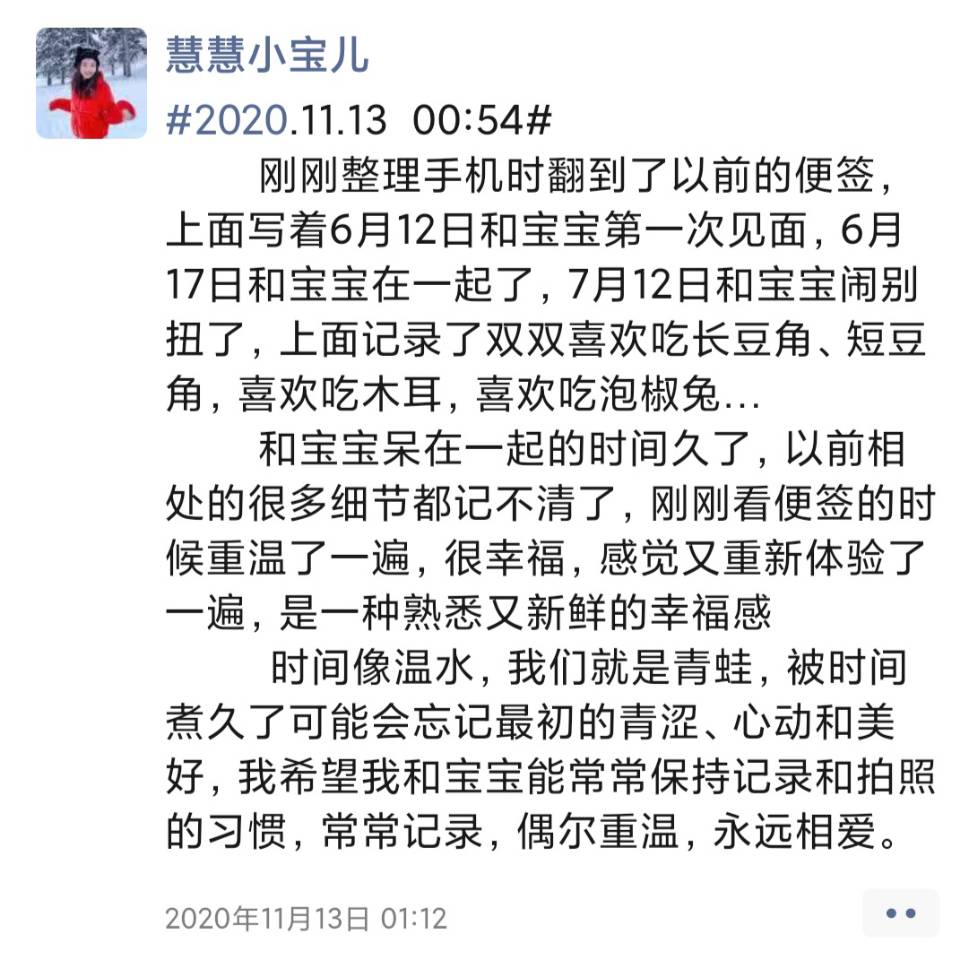 慧慧小宝儿
#2020.11.13  00:54#
刚刚整理手机时翻到了以前的便签，
上面写着6月12日和宝宝第一次见面，6月
17日和宝宝在一起了，7月12日和宝宝闹别
扭了，上面记录了双双喜欢吃长豆角、短豆
角，喜欢吃木耳，喜欢吃泡椒兔...
和宝宝呆在一起的时间久了，以前相
处的很多细节都记不清了，刚刚看便签的时
候重温了一遍，很幸福，感觉又重新体验了
一遍，是一种熟悉又新鲜的幸福感
时间像温水，我们就是青蛙，被时间
煮久了可能会忘记最初的青涩、心动和美
好，我希望我和宝宝能常常保持记录和拍照
的习惯，常常记录，偶尔重温，永远相爱。
2020年11月13日 01:12